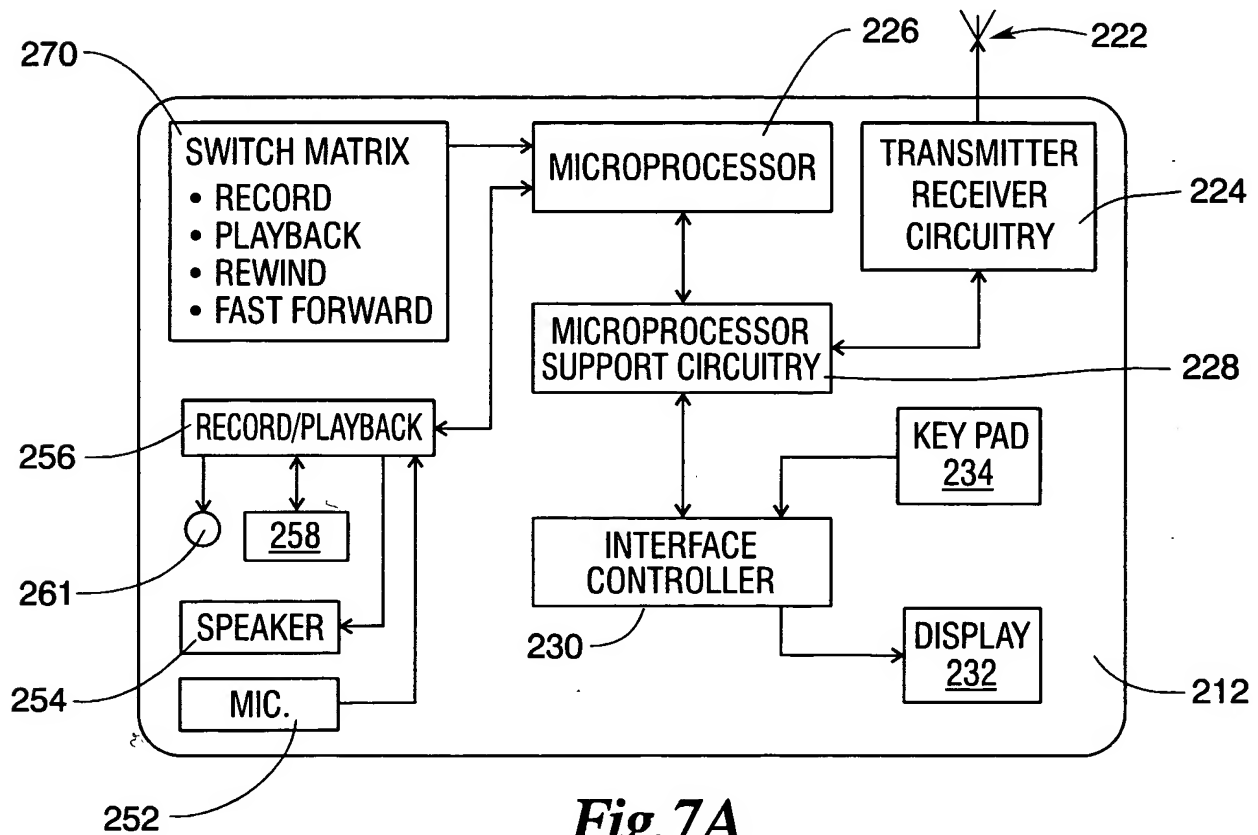 270
226
222
SWITCH MATRIX
• RECORD
• PLAYBACK
• REWIND
• FAST FORWARD
MICROPROCESSOR
TRANSMITTER
RECEIVER
CIRCUITRY
224
MICROPROCESSOR
SUPPORT CIRCUITRY
228
RECORD/PLAYBACK
256
KEY PAD
234
258
261
INTERFACE
CONTROLLER
230
SPEAKER
254
DISPLAY
232
212
MIC.
252
Fig. 7A